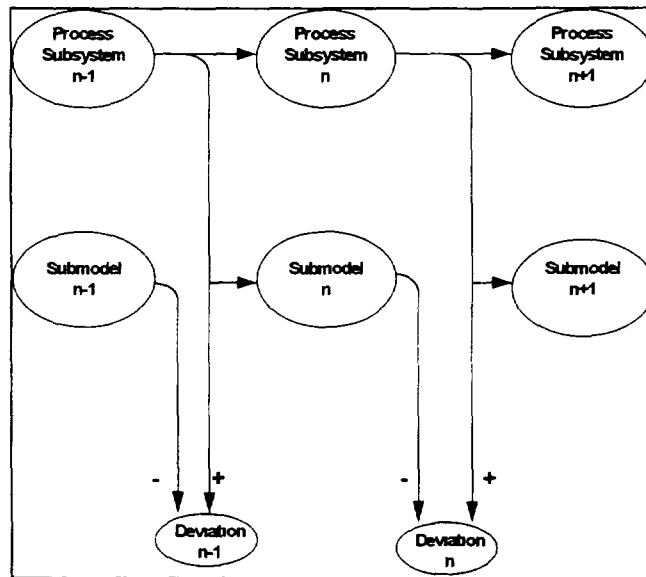 Process
Subsystem
n-1
Process
Subsystem
n
Process
Subsystem
n+1
Submodel
n-1
Submodel
n
Submodel
n+1
-
+
-
+
Deviation
n-1
Deviation
n